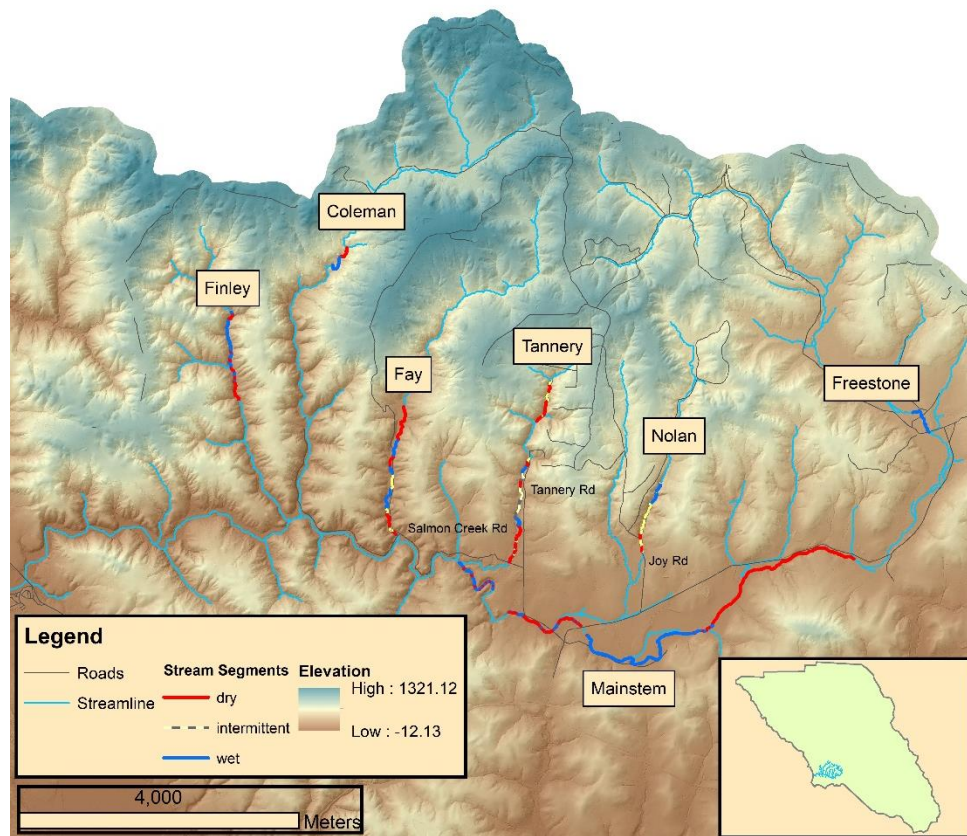 Coleman
Finley
Fay
Tannery
Freestone
Nolan
Tannery Rd
Salmon Creek Rd
Joy Rd
Mainstem
Legend
Roads
Streamline
Stream Segments
dry
intermittent
wet
Elevation
High : 1321.12
Low : -12.13
4,000
Meters